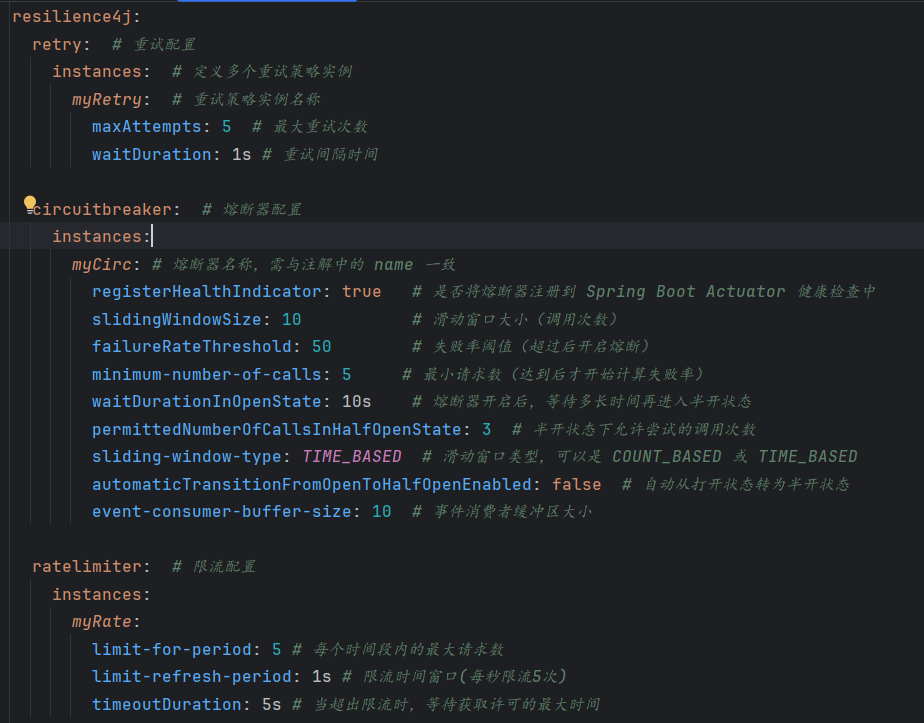 resilience4j:
retry:  # 重试配置
instances:  # 定义多个重试策略实例
myRetry:  # 重试策略实例名称
maxAttempts: 5  # 最大重试次数
waitDuration: 1s # 重试间隔时间
circuitbreaker:  # 熔断器配置
instances:
myCirc: # 熔断器名称，需与注解中的 name 一致
registerHealthIndicator: true   # 是否将熔断器注册到 Spring Boot Actuator 健康检查中
slidingWindowSize: 10           # 滑动窗口大小（调用次数）
failureRateThreshold: 50        # 失败率阈值（超过后开启熔断）
minimum-number-of-calls: 5     # 最小请求数（达到后才开始计算失败率）
waitDurationInOpenState: 10s    # 熔断器开启后，等待多长时间再进入半开状态
permittedNumberOfCallsInHalfOpenState: 3  # 半开状态下允许尝试的调用次数
sliding-window-type: TIME_BASED  # 滑动窗口类型，可以是 COUNT_BASED 或 TIME_BASED
automaticTransitionFromOpenToHalfOpenEnabled: false  # 自动从打开状态转为半开状态
event-consumer-buffer-size: 10  # 事件消费者缓冲区大小
ratelimiter:  # 限流配置
instances:
myRate:
limit-for-period: 5 # 每个时间段内的最大请求数
limit-refresh-period: 1s # 限流时间窗口(每秒限流5次)
timeoutDuration: 5s # 当超出限流时，等待获取许可的最大时间